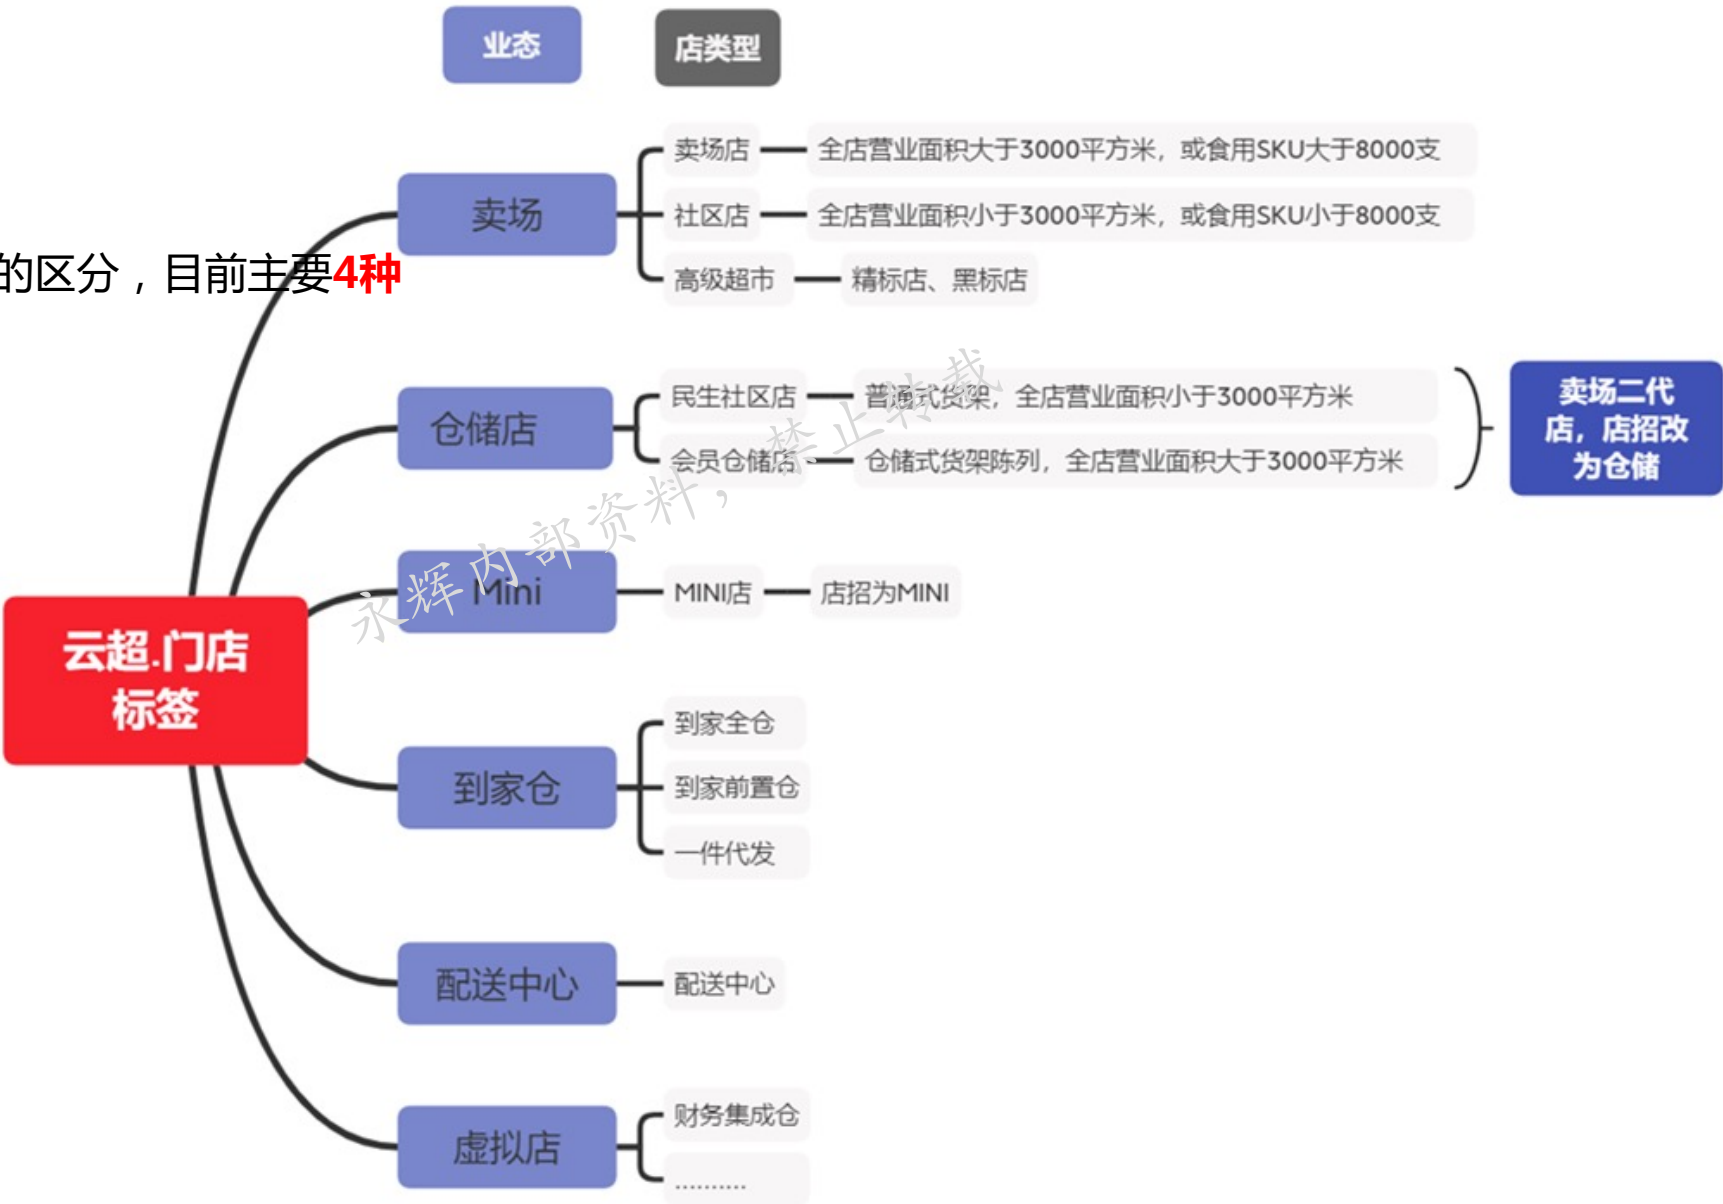 业态
店类型
卖场店
全店营业面积大于3000平方米，或食用SKU大于8000支
卖场
社区店
全店营业面积小于3000平方米，或食用SKU小于8000支
的区分，目前主要4种
高级超市
精标店、黑标店
仓储店
民生社区店
普通式货架，全店营业面积小于3000平方米
会员仓储店
仓储式货架陈列，全店营业面积大于3000平方米
卖场二代
店，店招改
为仓储
永辉内部资料，禁止转载
Mini
MINI店
店招为MINI
云超.门店
标签
到家仓
到家全仓
到家前置仓
一件代发
配送中心
配送中心
虚拟店
财务集成仓
..........